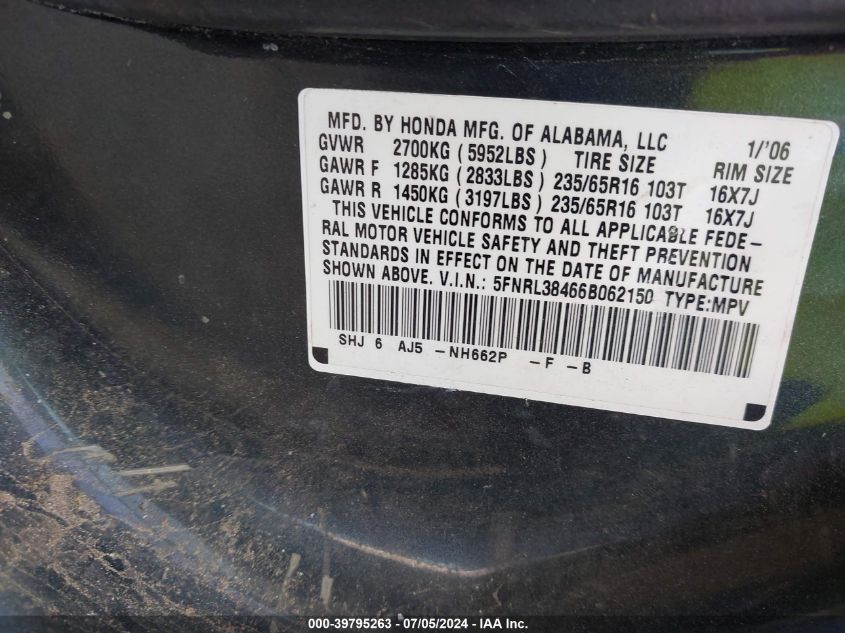 MFD. BY HONDA MFG. OF ALABAMA, LLC 1/'06
GVWR 2700KG (5952LBS) TIRE SIZE RIM SIZE
GAWR F 1285KG (2833LBS) 235/65R16 103T 16X7J
GAWR R 1450KG (3197LBS) 235/65R16 103T 16X7J
THIS VEHICLE CONFORMS TO ALL APPLICABLE FEDE-
RAL MOTOR VEHICLE SAFETY AND THEFT PREVENTION
STANDARDS IN EFFECT ON THE DATE OF MANUFACTURE
SHOWN ABOVE. V.I.N.: 5FNRL38466B062150 TYPE:MPV
SHJ 6 AJ5 -NH662P -F -B
000-39795263 - 07/05/2024 - IAA Inc.